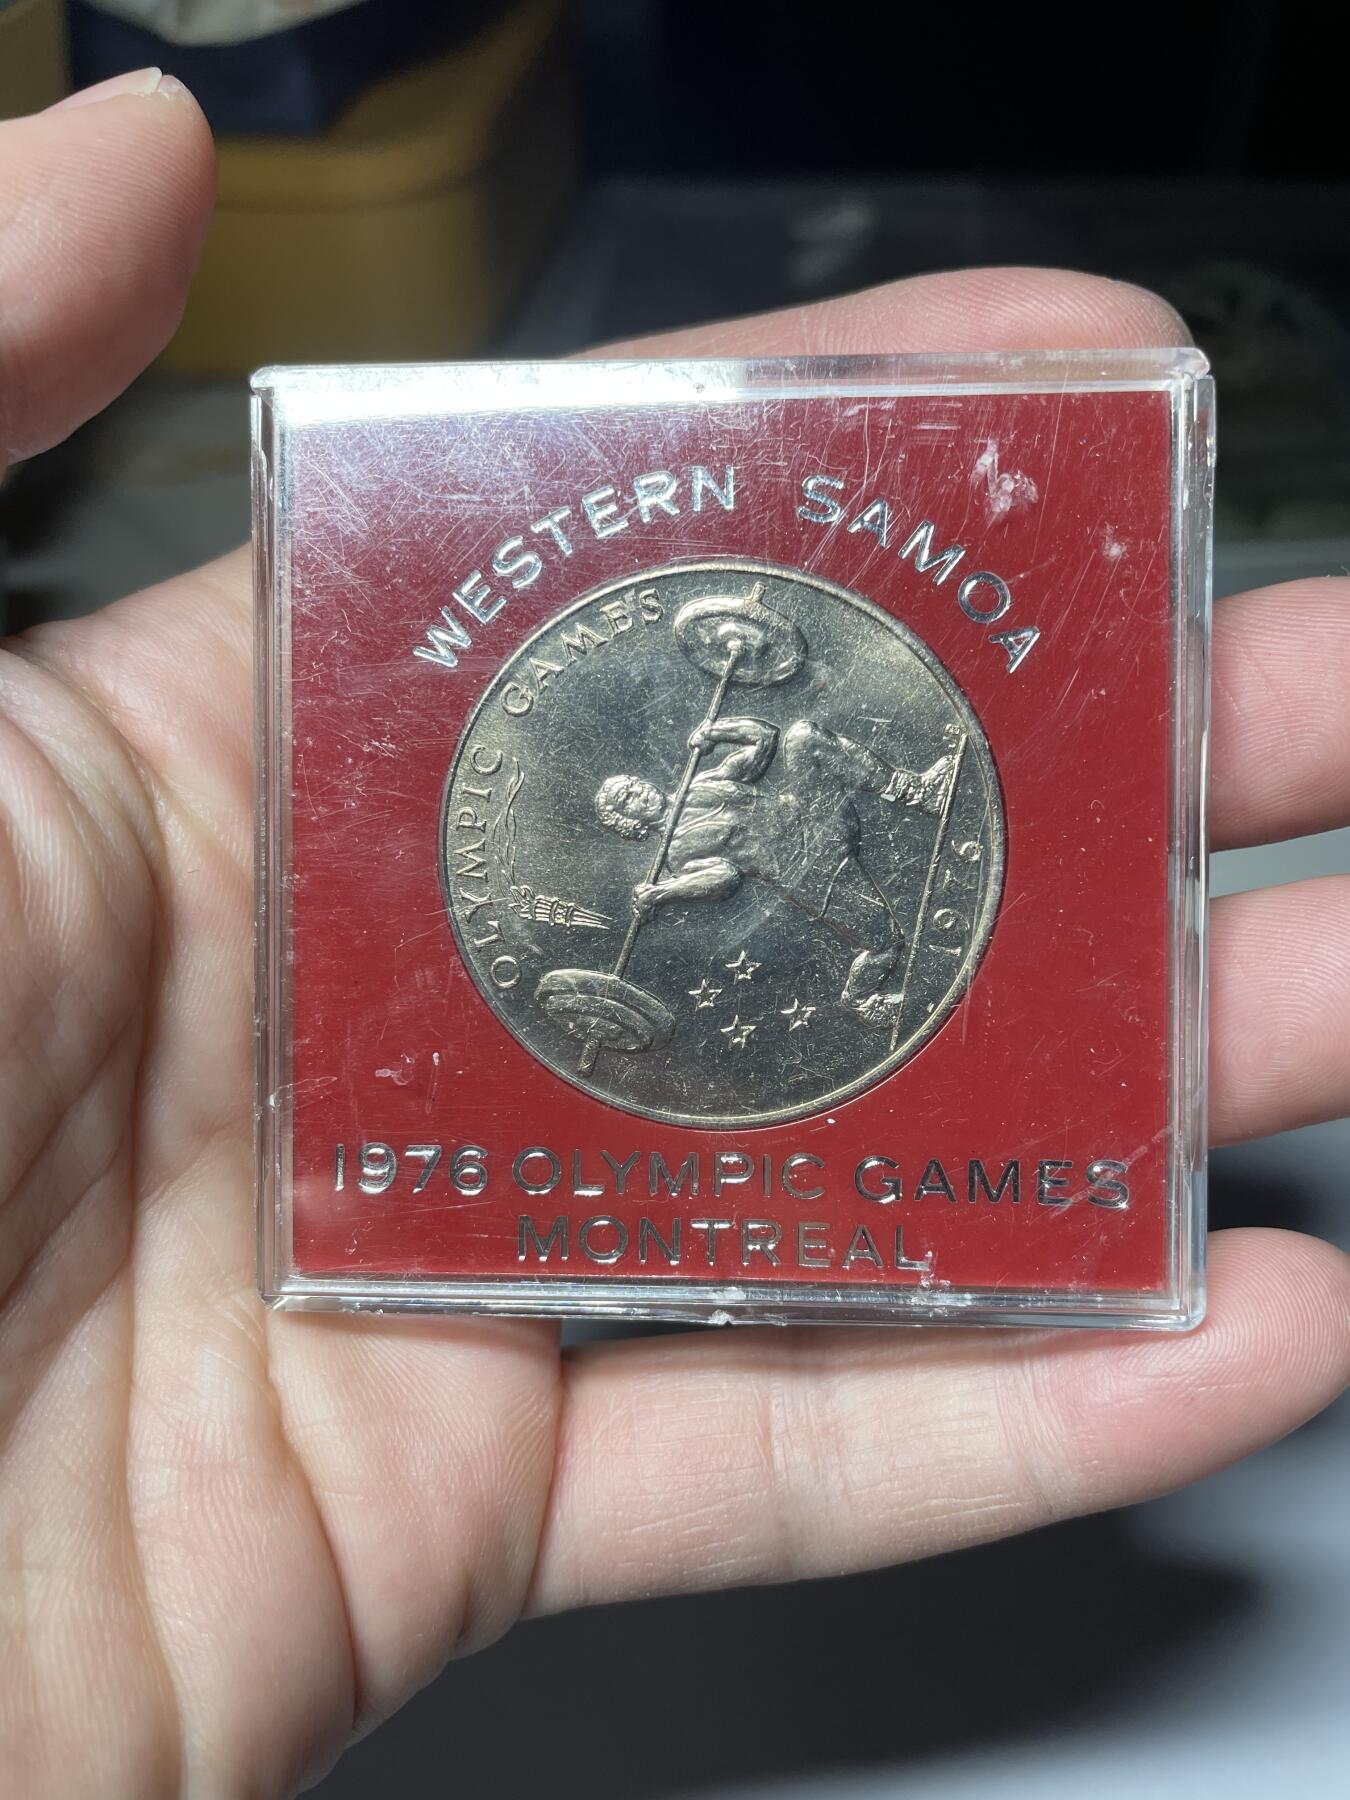 WESTERN SAMOA
OLYMPIC GAMES
1976
1976 OLYMPIC GAMES
MONTREAL